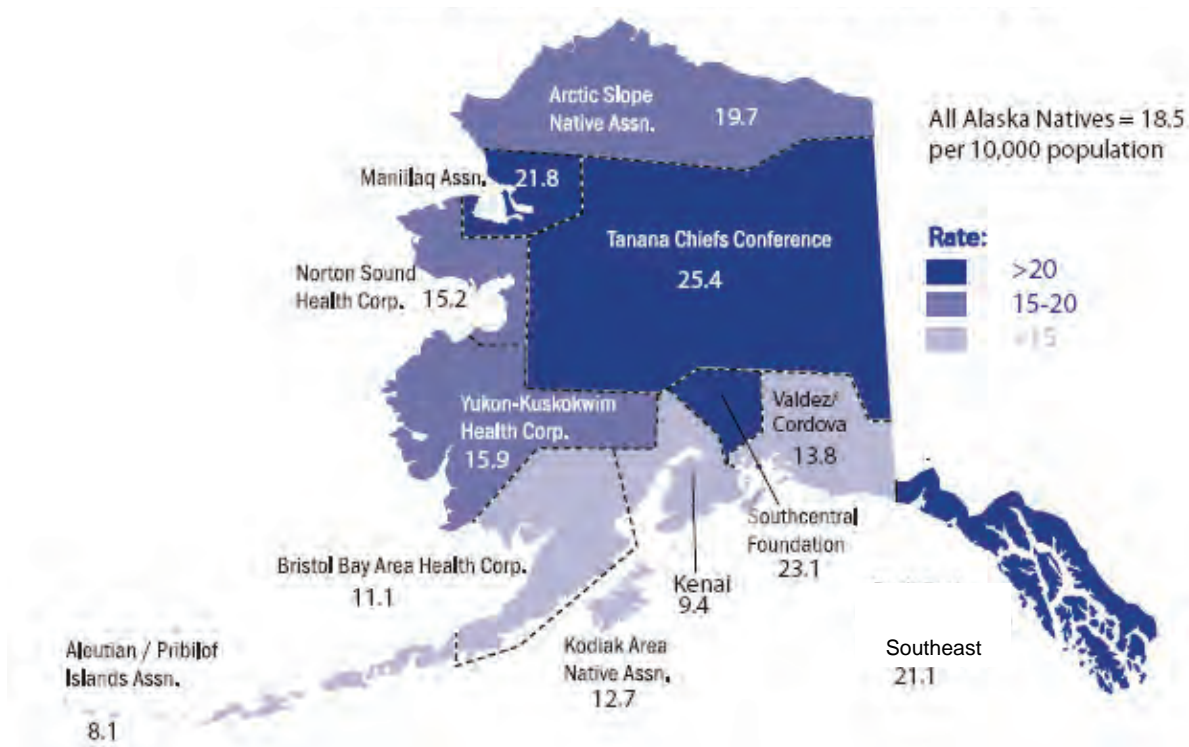 Arctic Slope
Native Assn.
19.7
All Alaska Natives = 18.5
per 10,000 population
Maniilaq Assn.
21.8
Rate:
>20
15-20
<15
Tanana Chiefs Conference
25.4
Norton Sound
Health Corp.
15.2
Yukon-Kuskokwim
Health Corp.
15.9
Valdez/
Cordova
13.8
Southcentral
Foundation
23.1
Bristol Bay Area Health Corp.
11.1
Kenai
9.4
Aleutian / Pribilof
Islands Assn.
8.1
Kodiak Area
Native Assn.
12.7
Southeast
21.1